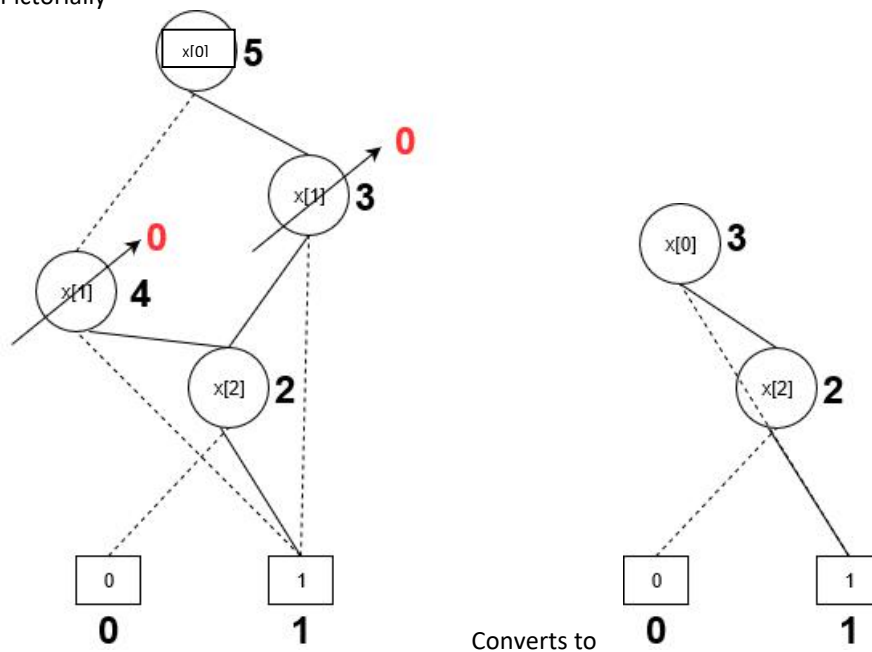 Pictorially
x[0] 5
0
x[1] 3
0
x[1] 4
x[2] 2
0 1
0 1
Converts to
x[0] 3
x[2] 2
0 1
0 1